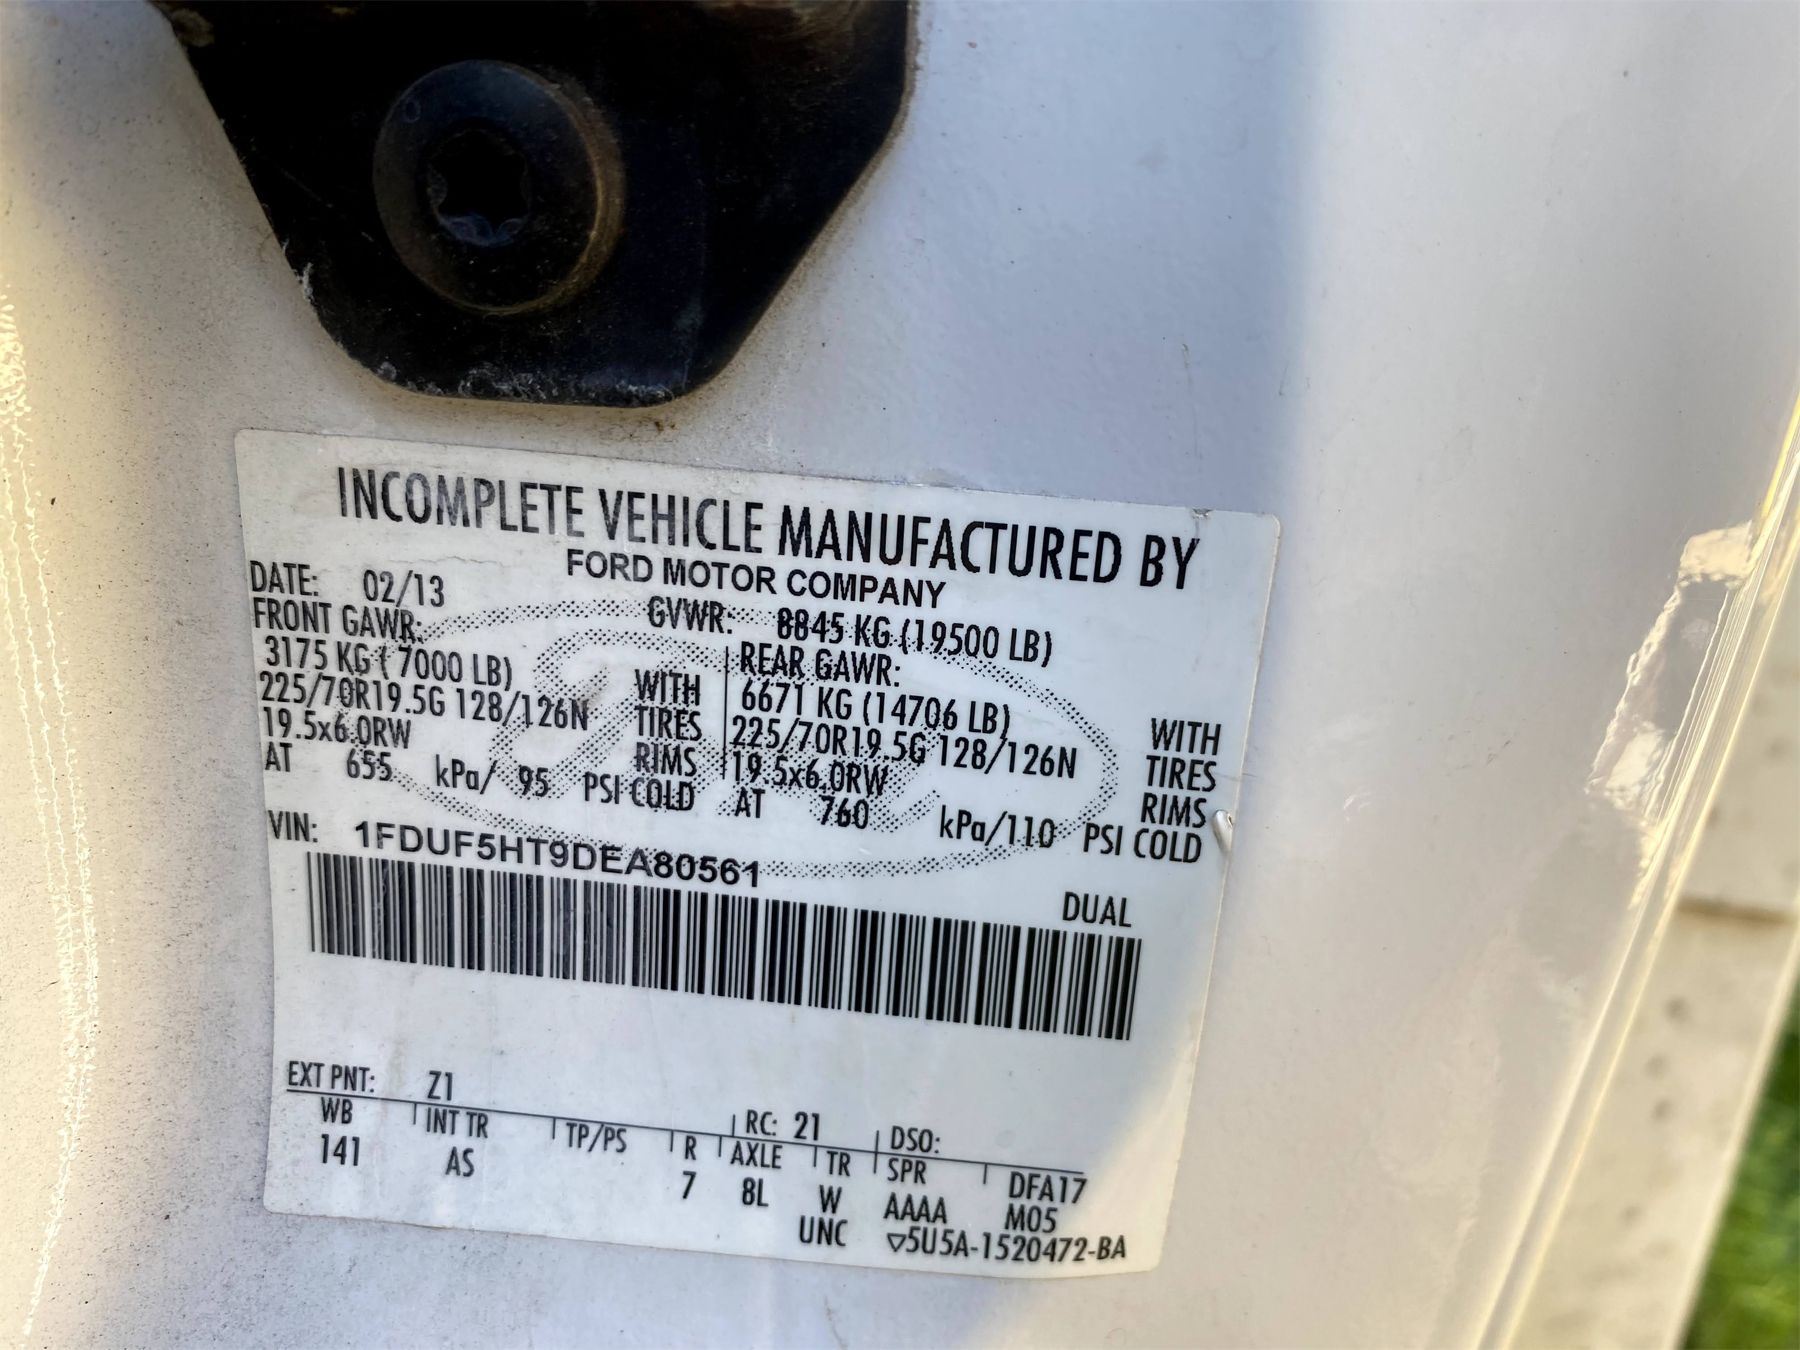 INCOMPLETE VEHICLE MANUFACTURED BY
FORD MOTOR COMPANY
DATE: 02/13 GVWR: 8845 KG (19500 LB)
FRONT GAWR: REAR GAWR:
3175 KG ( 7000 LB) WITH 6671 KG (14706 LB) WITH
225/70R19.5G 128/126N TIRES 225/70R19.5G 128/126N TIRES
19.5x6.0RW RIMS 19.5x6.0RW RIMS
AT 655 kPa/ 95 PSI COLD AT 760 kPa/110 PSI COLD
VIN: 1FDUF5HT9DEA80561
DUAL
EXT PNT: Z1 RC: 21 DSO:
WB INT TR TP/PS R AXLE TR SPR DFA17
141 AS 7 8L W AAAA M05
UNC ▽5U5A-1520472-BA